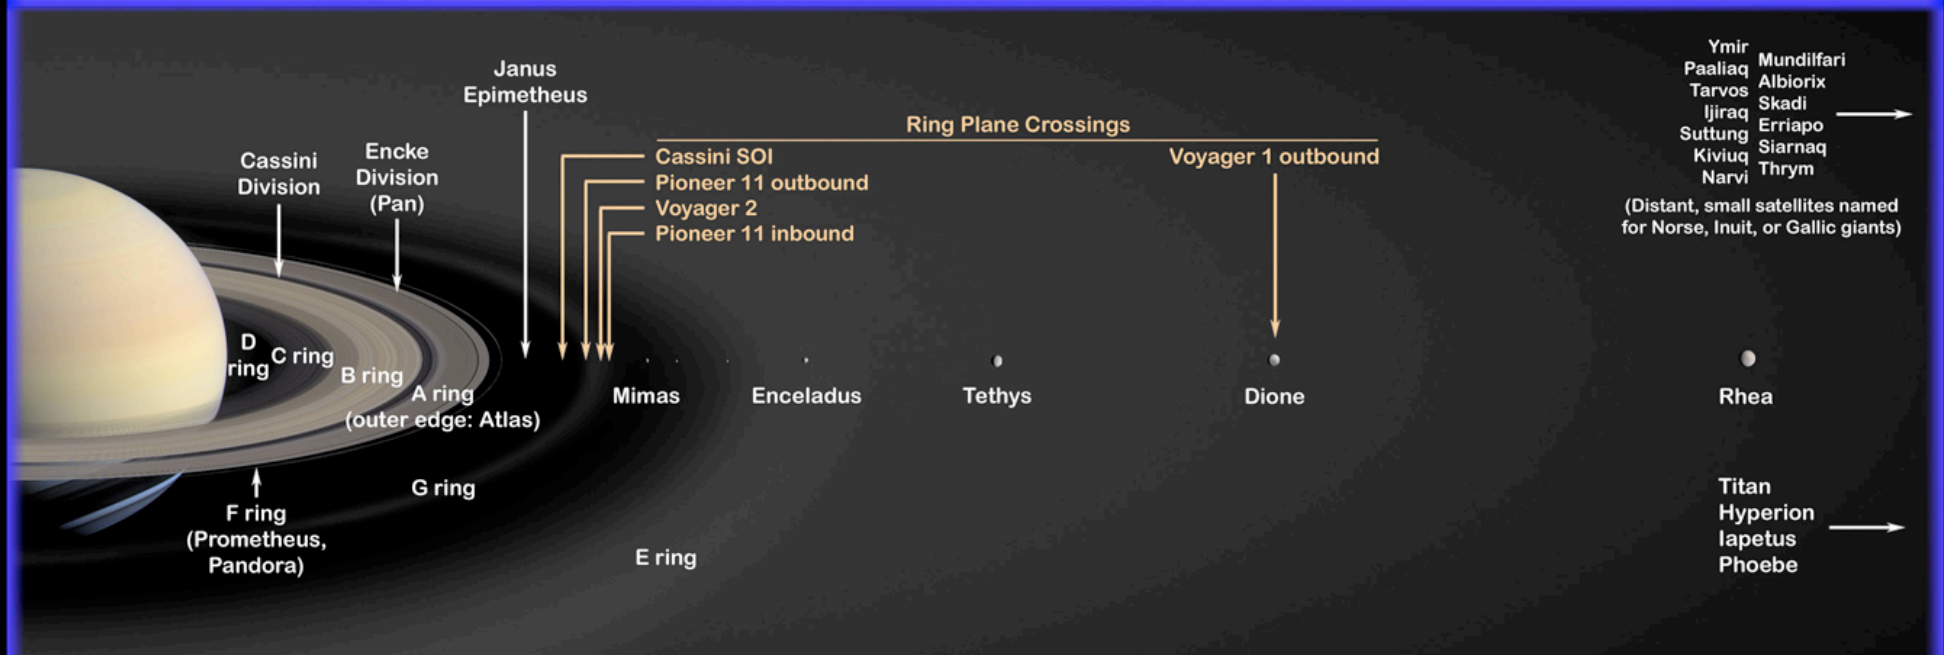 Janus
Epimetheus
Cassini
Division
Encke
Division
(Pan)
Ring Plane Crossings
Cassini SOI
Pioneer 11 outbound
Voyager 2
Pioneer 11 inbound
Voyager 1 outbound
Ymir
Paaliaq
Tarvos
Ijiraq
Suttung
Kiviuq
Narvi
Mundilfari
Albiorix
Skadi
Erriapo
Siarnaq
Thrym
(Distant, small satellites named
for Norse, Inuit, or Gallic giants)
D
ring
C ring
B ring
A ring
(outer edge: Atlas)
Mimas
Enceladus
Tethys
Dione
Rhea
G ring
F ring
(Prometheus,
Pandora)
E ring
Titan
Hyperion
Iapetus
Phoebe